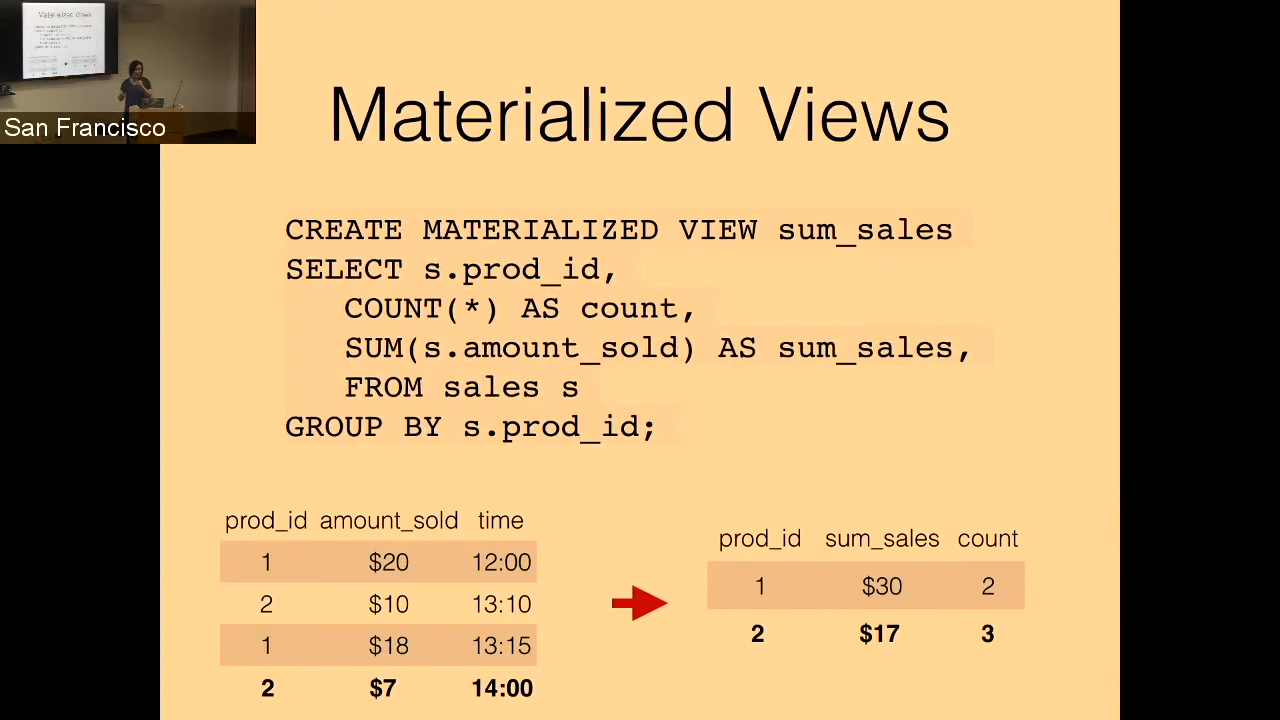 Materialized Views
San Francisco
Materialized Views
CREATE MATERIALIZED VIEW sum_sales
SELECT s.prod_id,
COUNT(*) AS count,
SUM(s.amount_sold) AS sum_sales,
FROM sales s
GROUP BY s.prod_id;
prod_id amount_sold time
1 $20 12:00
2 $10 13:10
1 $18 13:15
2 $7 14:00
prod_id sum_sales count
1 $30 2
2 $17 3